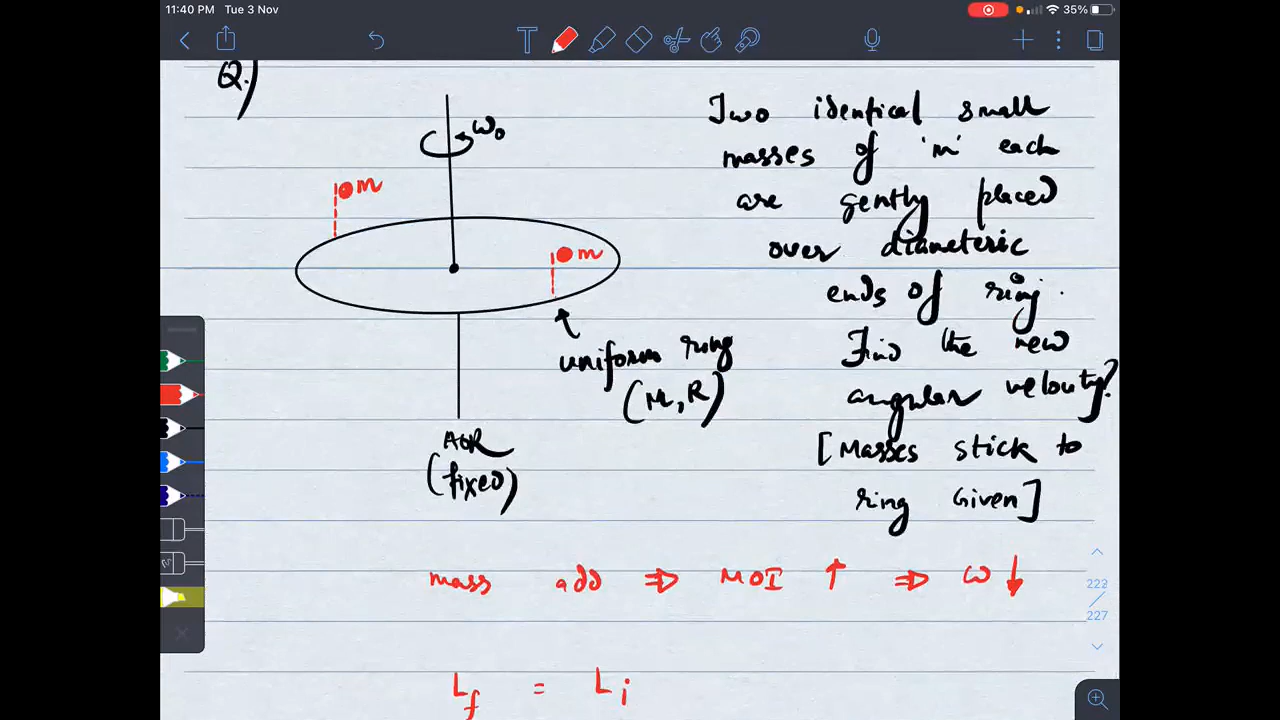 11:40 PM Tue 3 Nov
35%
T
Q.)
ω₀
m
m
Two identical small
masses of 'm' each
are gently placed
over diameteric
ends of ring.
Find the new
angular velocity?
[Masses stick to
ring Given]
uniform ring
(M, R)
AOR
(fixed)
mass add ⇒ MOI ↑ ⇒ ω ↓
223
/
227
L_f = L_i